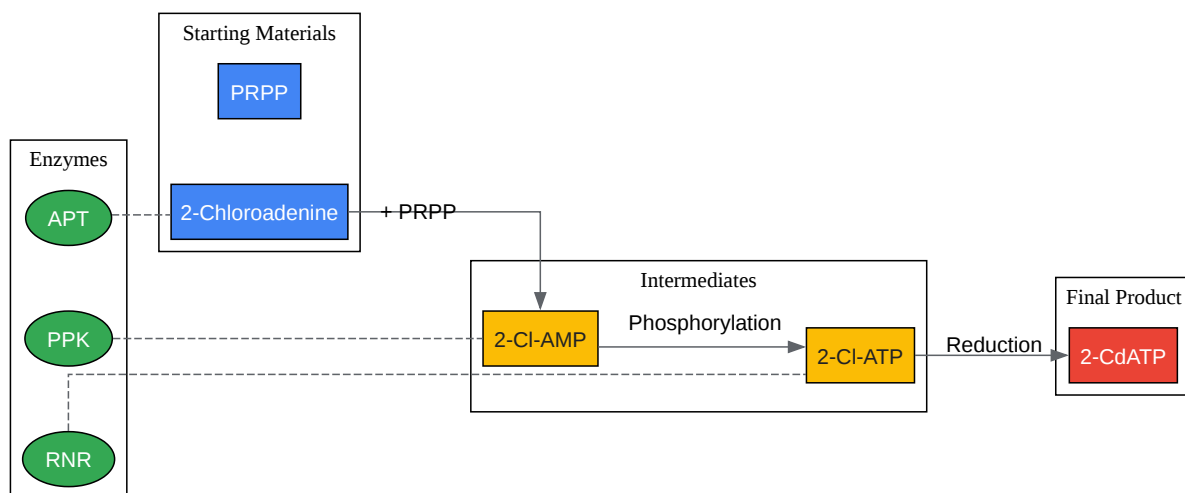 Starting Materials
PRPP
Enzymes
APT
2-Chloroadenine
+ PRPP
Intermediates
Final Product
PPK
2-Cl-AMP
Phosphorylation
2-Cl-ATP
Reduction
2-CdATP
RNR